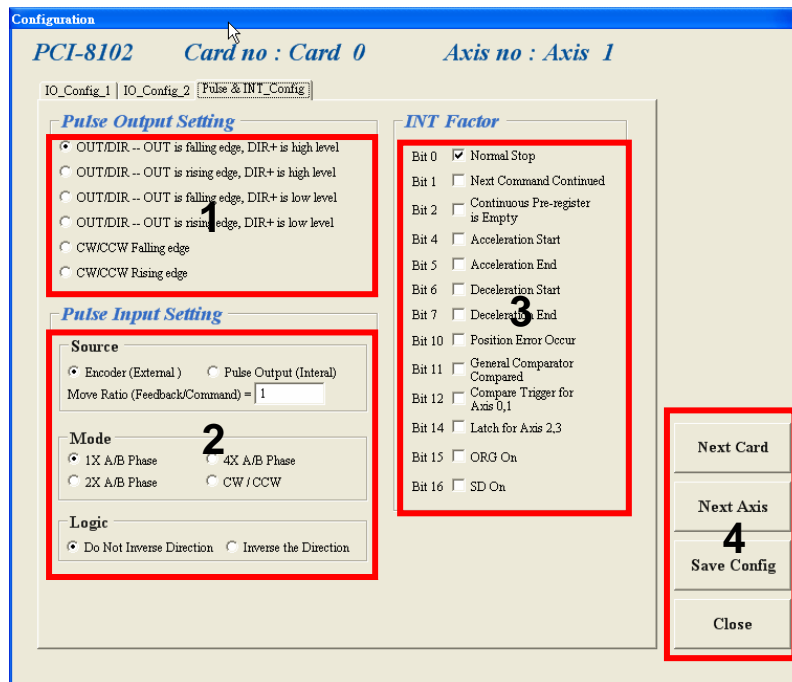 Configuration
PCI-8102 Card no : Card 0 Axis no : Axis 1
IO_Config_1 IO_Config_2 Pulse & INT_Config
Pulse Output Setting
OUT/DIR -- OUT is falling edge, DIR+ is high level
OUT/DIR -- OUT is rising edge, DIR+ is high level
OUT/DIR -- OUT is falling edge, DIR+ is low level
OUT/DIR -- OUT is rising edge, DIR+ is low level
CW/CCW Falling edge
CW/CCW Rising edge
1
Pulse Input Setting
Source
Encoder (External ) Pulse Output (Interal)
Move Ratio (Feedback/Command) = 1
Mode
1X A/B Phase 4X A/B Phase
2X A/B Phase CW / CCW
2
Logic
Do Not Inverse Direction Inverse the Direction
INT Factor
Bit 0 Normal Stop
Bit 1 Next Command Continued
Bit 2 Continuous Pre-register
is Empty
Bit 4 Acceleration Start
Bit 5 Acceleration End
Bit 6 Deceleration Start
Bit 7 Deceleration End
3
Bit 10 Position Error Occur
Bit 11 General Comparator
Compared
Bit 12 Compare Trigger for
Axis 0,1
Bit 14 Latch for Axis 2,3
Bit 15 ORG On
Bit 16 SD On
Next Card
Next Axis
4
Save Config
Close